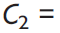 C₂ =